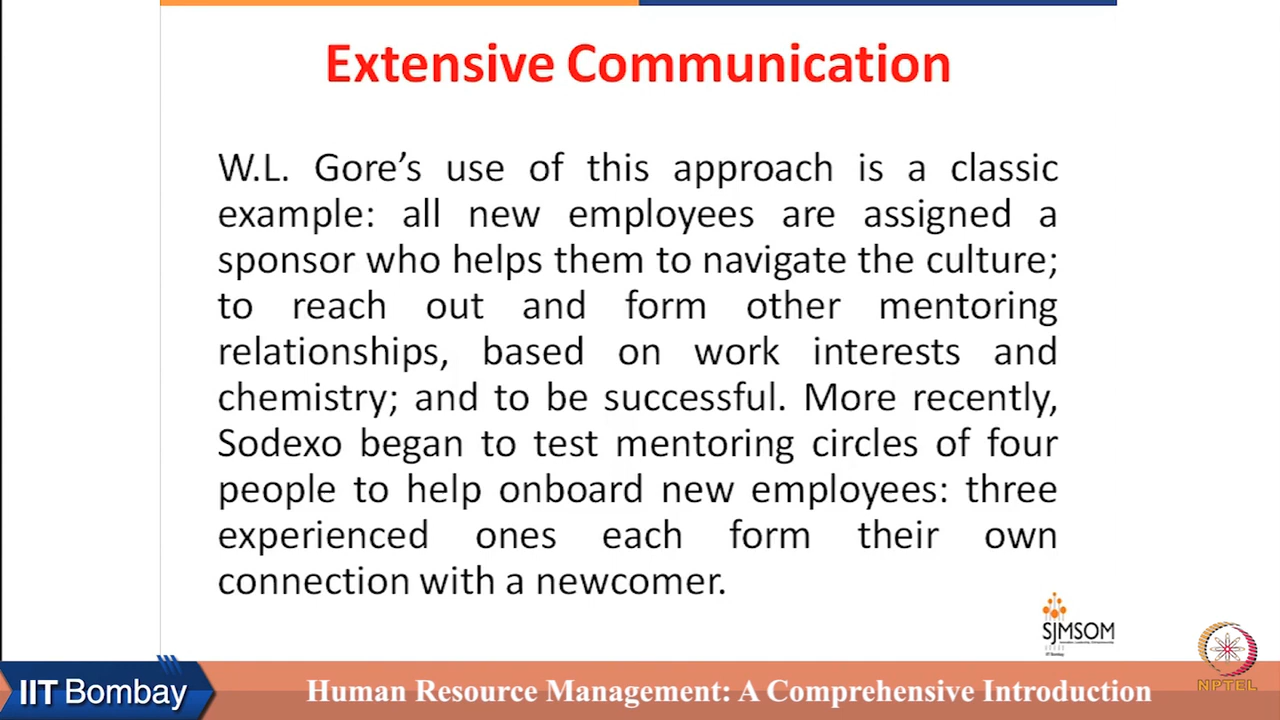 Extensive Communication
W.L. Gore’s use of this approach is a classic
example: all new employees are assigned a
sponsor who helps them to navigate the culture;
to reach out and form other mentoring
relationships, based on work interests and
chemistry; and to be successful. More recently,
Sodexo began to test mentoring circles of four
people to help onboard new employees: three
experienced ones each form their own
connection with a newcomer.
SJMSOM
IIT Bombay
NPTEL
IIT Bombay
Human Resource Management: A Comprehensive Introduction